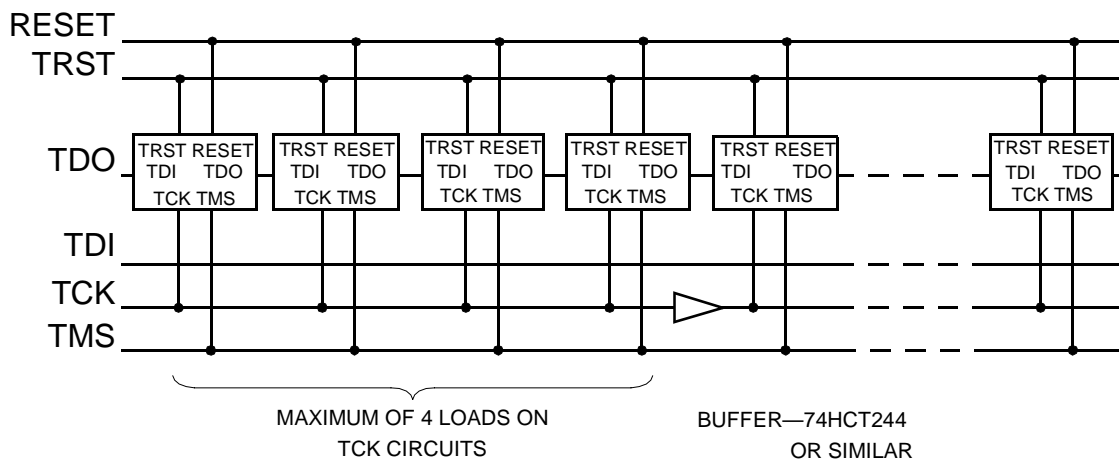 RESET
TRST
TRST RESET TRST RESET TRST RESET TRST RESET TRST RESET TRST RESET
TDO
TDI TDO TDI TDO TDI TDO TDI TDO TDI TDO TDI TDO
TCK TMS TCK TMS TCK TMS TCK TMS TCK TMS TCK TMS
TDI
TCK
TMS
MAXIMUM OF 4 LOADS ON
TCK CIRCUITS
BUFFER—74HCT244
OR SIMILAR